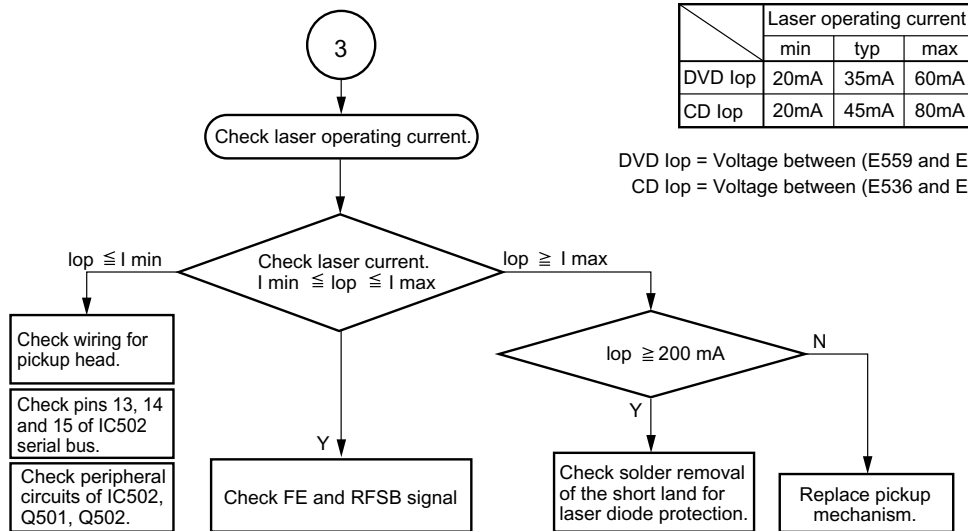 3
Check laser operating current.
Laser operating current
min typ max
DVD Iop 20mA 35mA 60mA
CD Iop 20mA 45mA 80mA
DVD Iop = Voltage between (E559 and E
CD Iop = Voltage between (E536 and E
Iop ≦ I min
Check laser current.
I min ≦ Iop ≦ I max
Iop ≧ I max
Check wiring for
pickup head.
Check pins 13, 14
and 15 of IC502
serial bus.
Check peripheral
circuits of IC502,
Q501, Q502.
Y
Check FE and RFSB signal
Iop ≧ 200 mA
N
Y
Check solder removal
of the short land for
laser diode protection.
Replace pickup
mechanism.